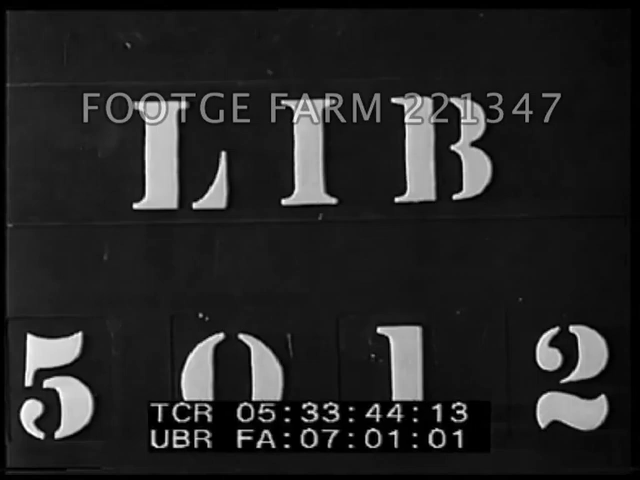 FOOTGE FARM 221347
LIB
5012
TCR 05:33:44:13
UBR FA:07:01:01